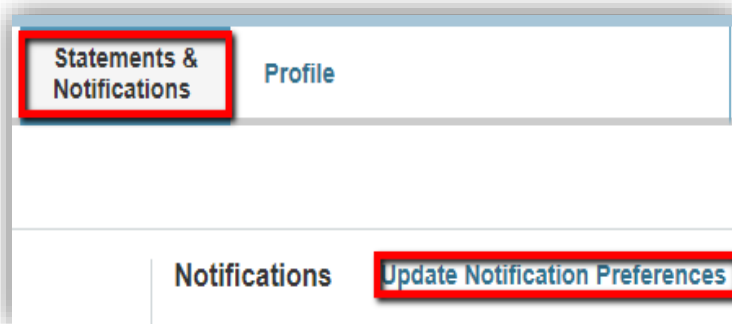 Statements &
Notifications
Profile
Notifications
Update Notification Preferences